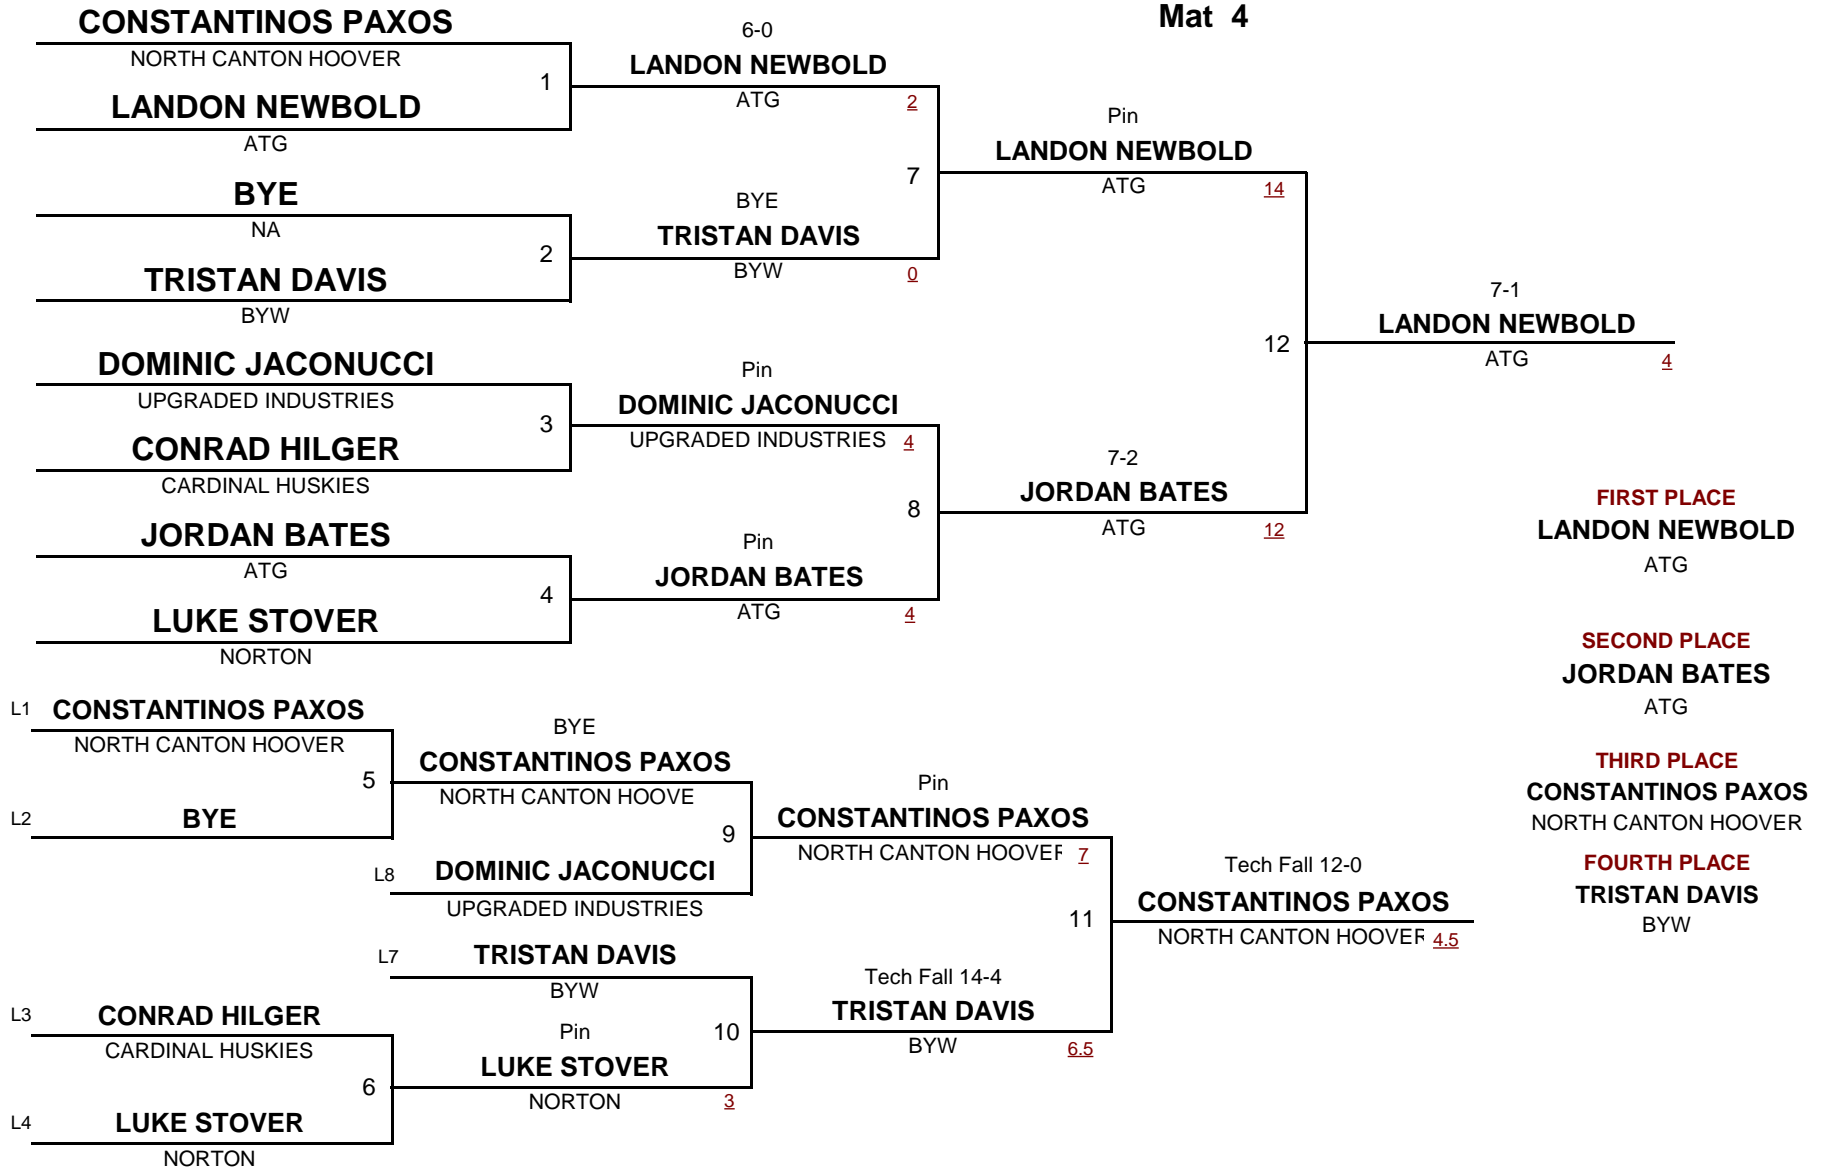 Mat 4
CONSTANTINOS PAXOS
NORTH CANTON HOOVER
1
LANDON NEWBOLD
ATG
BYE
NA
2
TRISTAN DAVIS
BYW
DOMINIC JACONUCCI
UPGRADED INDUSTRIES
3
CONRAD HILGER
CARDINAL HUSKIES
JORDAN BATES
ATG
4
LUKE STOVER
NORTON
6-0
LANDON NEWBOLD
ATG 2
7
BYE
TRISTAN DAVIS
BYW 0
Pin
DOMINIC JACONUCCI
UPGRADED INDUSTRIES 4
8
Pin
JORDAN BATES
ATG 4
Pin
LANDON NEWBOLD
ATG 14
12
7-2
JORDAN BATES
ATG 12
7-1
LANDON NEWBOLD
ATG 4
FIRST PLACE
LANDON NEWBOLD
ATG
SECOND PLACE
JORDAN BATES
ATG
THIRD PLACE
CONSTANTINOS PAXOS
NORTH CANTON HOOVER
FOURTH PLACE
TRISTAN DAVIS
BYW
L1 CONSTANTINOS PAXOS
NORTH CANTON HOOVER
5
L2 BYE
L3 CONRAD HILGER
CARDINAL HUSKIES
6
L4 LUKE STOVER
NORTON
BYE
CONSTANTINOS PAXOS
NORTH CANTON HOOVE
9
L8 DOMINIC JACONUCCI
UPGRADED INDUSTRIES
L7 TRISTAN DAVIS
BYW
10
Pin
LUKE STOVER
NORTON 3
Pin
CONSTANTINOS PAXOS
NORTH CANTON HOOVER 7
11
Tech Fall 14-4
TRISTAN DAVIS
BYW 6.5
Tech Fall 12-0
CONSTANTINOS PAXOS
NORTH CANTON HOOVER 4.5